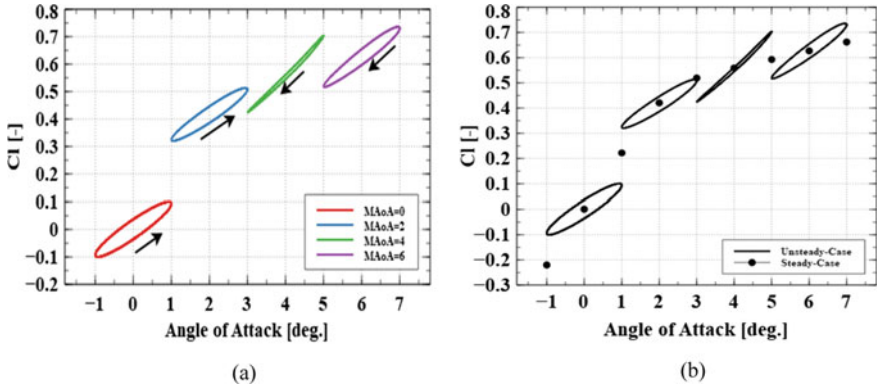 0.8
0.7
0.6
0.5
0.4
0.3
0.2
0.1
0
−0.1
0.2
Cl [-]
−1 0 1 2 3 4 5 6 7
Angle of Attack [deg.]
MAoA=0
MAoA=2
MAoA=4
MAoA=6
(a)
0.8
0.7
0.6
0.5
0.4
0.3
0.2
0.1
0
−0.1
−0.2
−0.3
Cl [-]
−1 0 1 2 3 4 5 6 7
Angle of Attack [deg.]
Unsteady-Case
Steady-Case
(b)